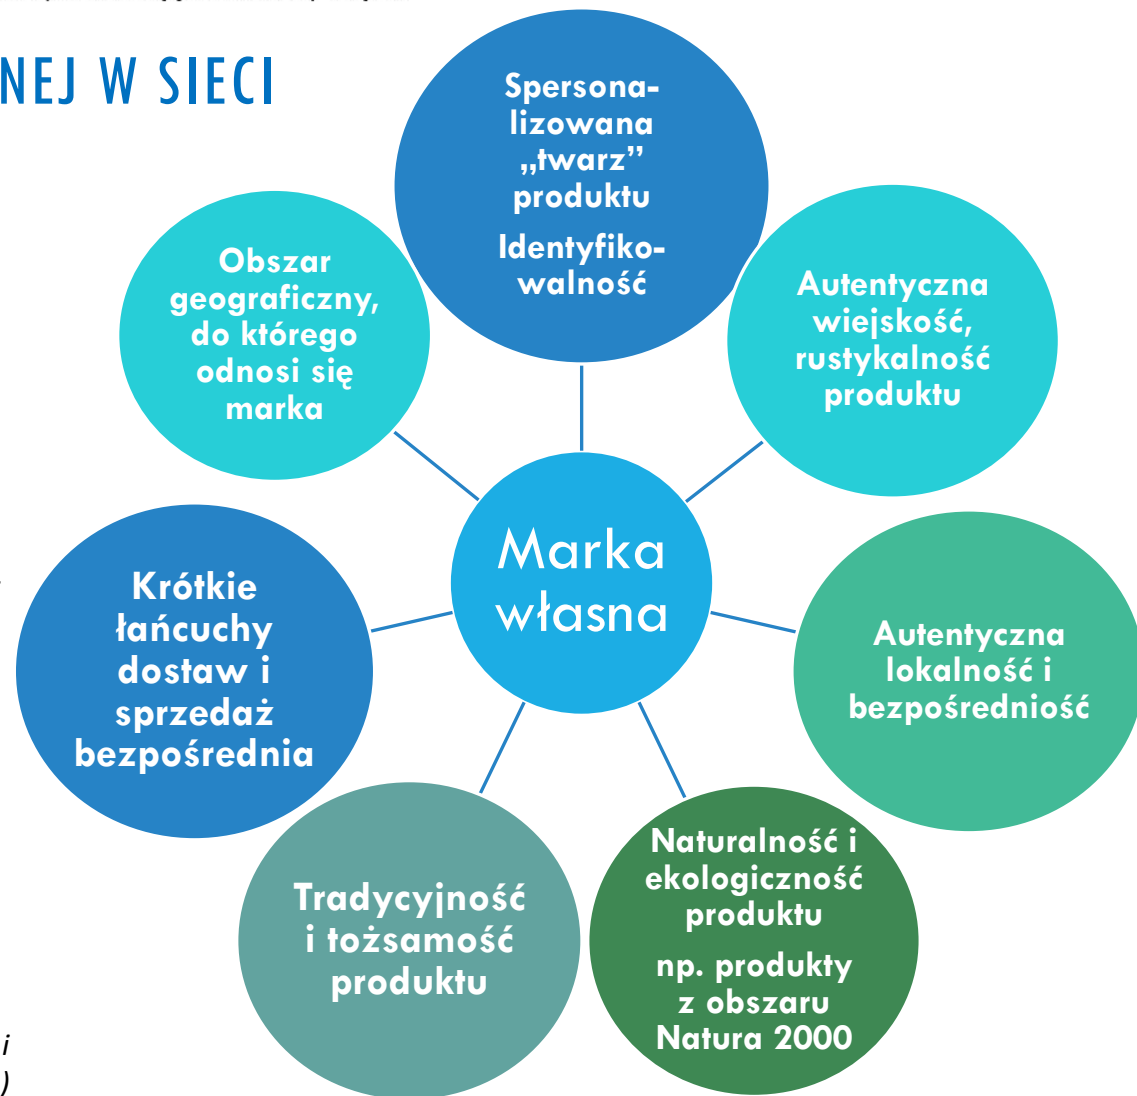 NEJ W SIECI
Spersona-
lizowana
„twarz”
produktu
Identyfiko-
walność
Autentyczna
wiejskość,
rustykalność
produktu
Autentyczna
lokalność i
bezpośredniość
Naturalność i
ekologiczność
produktu
np. produkty
z obszaru
Natura 2000
Tradycyjność
i tożsamość
produktu
Krótkie
łańcuchy
dostaw i
sprzedaż
bezpośrednia
Obszar
geograficzny,
do którego
odnosi się
marka
Marka
własna
i
)